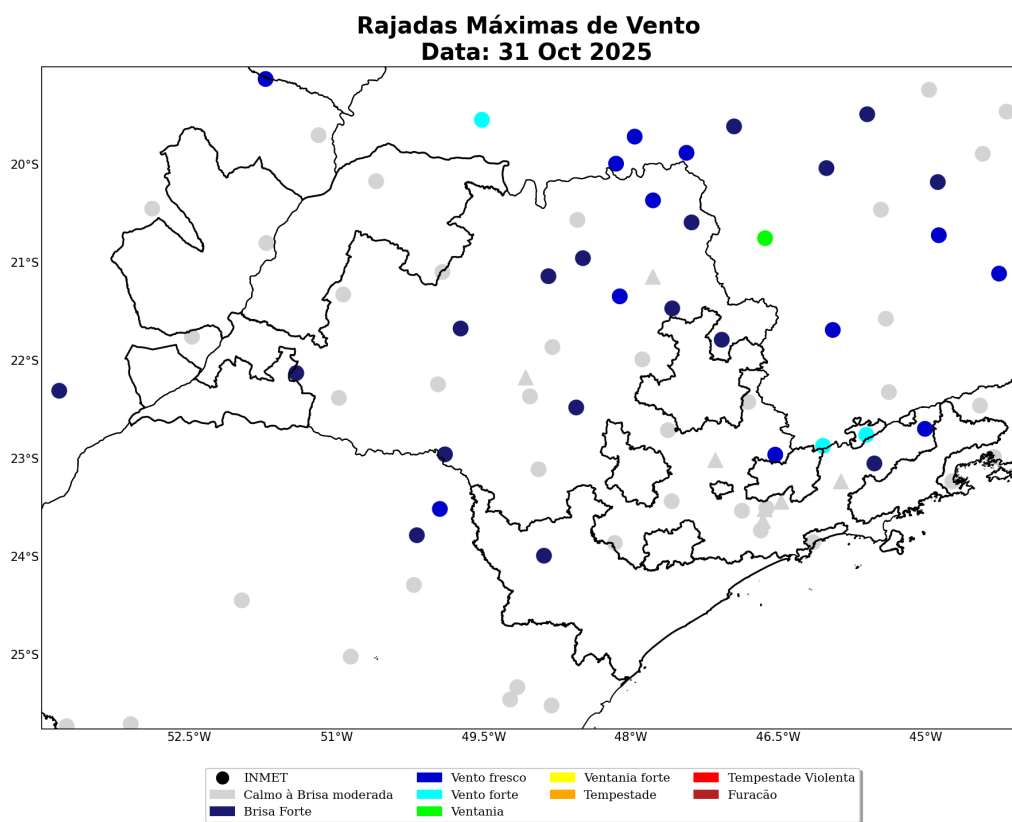 Rajadas Máximas de Vento
Data: 31 Oct 2025
20°S
21°S
22°S
23°S
24°S
25°S
52.5°W 51°W 49.5°W 48°W 46.5°W 45°W
INMET Vento fresco Ventania forte Tempestade Violenta
Calmo à Brisa moderada Vento forte Tempestade Furacão
Brisa Forte Ventania